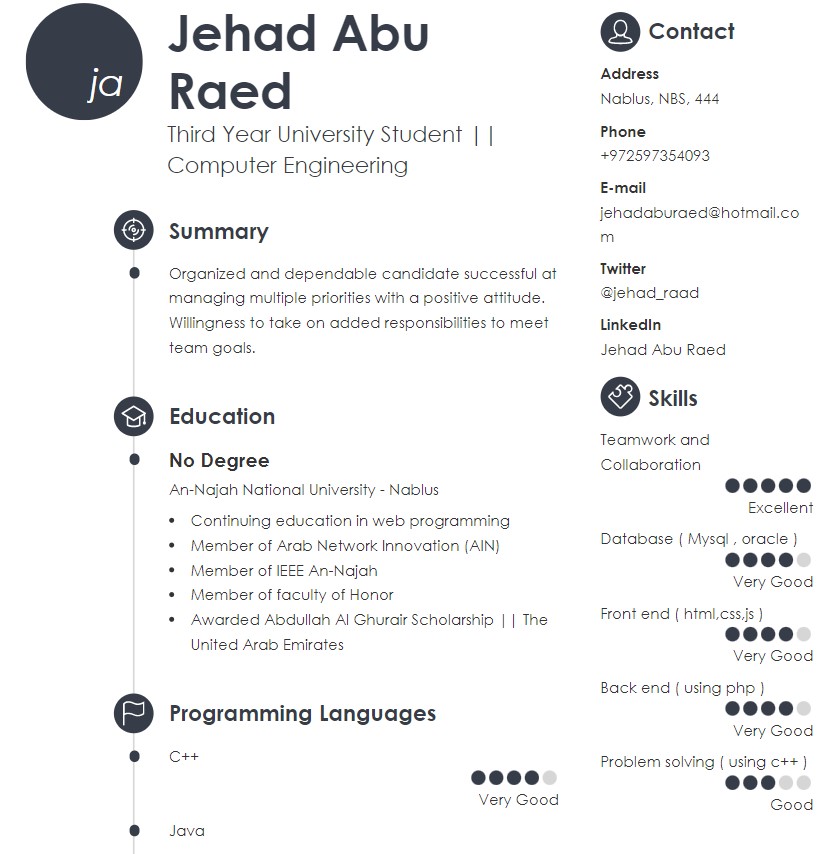 ja
Jehad Abu
Raed
Third Year University Student ||
Computer Engineering
Summary
Organized and dependable candidate successful at
managing multiple priorities with a positive attitude.
Willingness to take on added responsibilities to meet
team goals.
Education
No Degree
An-Najah National University - Nablus
• Continuing education in web programming
• Member of Arab Network Innovation (AIN)
• Member of IEEE An-Najah
• Member of faculty of Honor
• Awarded Abdullah Al Ghurair Scholarship || The
United Arab Emirates
Programming Languages
C++
Very Good
Java
Contact
Address
Nablus, NBS, 444
Phone
+972597354093
E-mail
jehadaburaed@hotmail.co
m
Twitter
@jehad_raad
LinkedIn
Jehad Abu Raed
Skills
Teamwork and
Collaboration
Excellent
Database ( Mysql , oracle )
Very Good
Front end ( html,css,js )
Very Good
Back end ( using php )
Very Good
Problem solving ( using c++ )
Good